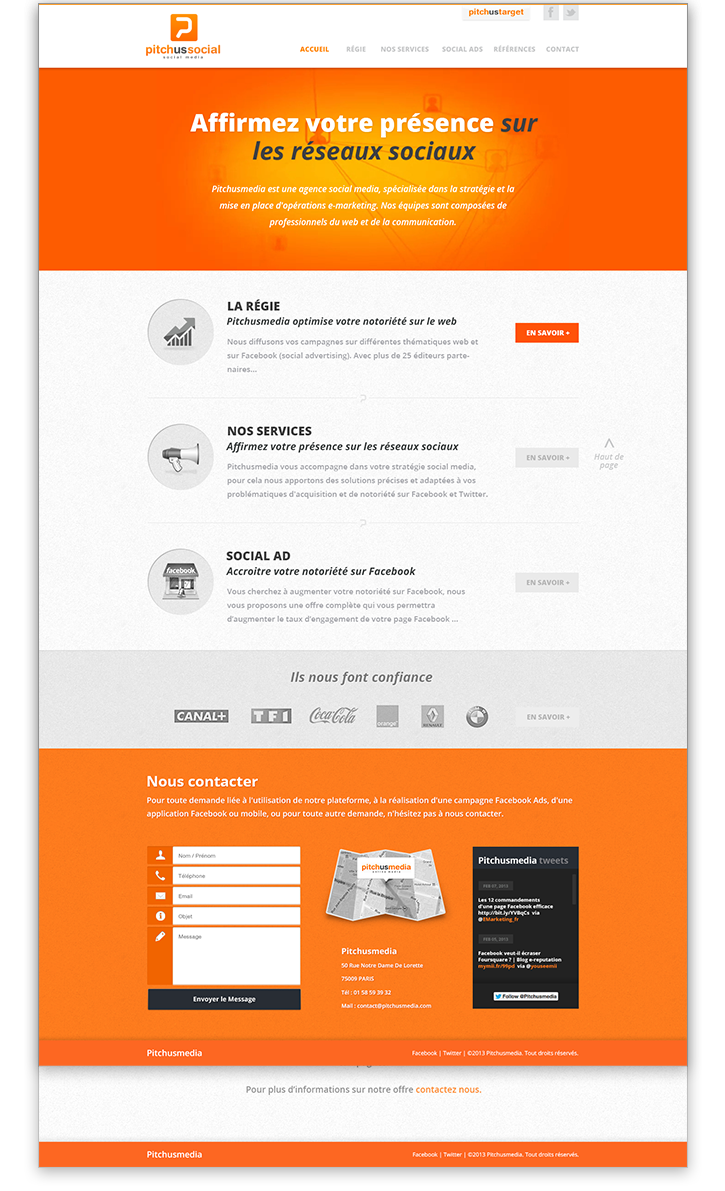 pitchustarget
pitchussocial
social media
ACCUEIL RÉGIE NOS SERVICES SOCIAL ADS RÉFÉRENCES CONTACT
Affirmez votre présence sur
les réseaux sociaux
Pitchusmedia est une agence social media, spécialisée dans la stratégie et la
mise en place d'opérations e-marketing. Nos équipes sont composées de
professionnels du web et de la communication.
LA RÉGIE
Pitchusmedia optimise votre notoriété sur le web
Nous diffusons vos campagnes sur différentes thématiques web et
sur Facebook (social advertising). Avec plus de 25 éditeurs parte-
naires...
EN SAVOIR +
NOS SERVICES
Affirmez votre présence sur les réseaux sociaux
Pitchusmedia vous accompagne dans votre stratégie social media,
pour cela nous apportons des solutions précises et adaptées à vos
problématiques d'acquisition et de notoriété sur Facebook et Twitter.
EN SAVOIR +
^
Haut de
page
SOCIAL AD
Accroitre votre notoriété sur Facebook
facebook
Vous cherchez à augmenter votre notoriété sur Facebook, nous
vous proposons une offre complète qui vous permettra
d'augmenter le taux d'engagement de votre page Facebook ...
EN SAVOIR +
Ils nous font confiance
CANAL+ TF1 Coca-Cola orange RENAULT BMW EN SAVOIR +
Nous contacter
Pour toute demande liée à l'utilisation de notre plateforme, à la réalisation d'une campagne Facebook Ads, d'une
application Facebook ou mobile, ou pour toute autre demande, n'hésitez pas à nous contacter.
Nom / Prénom
Téléphone
Email
Objet
Message
Envoyer le Message
pitchusmedia
social media
Pitchusmedia
50 Rue Notre Dame De Lorette
75009 PARIS
Tél : 01 58 59 39 32
Mail : contact@pitchusmedia.com
Pitchusmedia tweets
FEB 07, 2013
Les 12 commandements
d'une page Facebook efficace
http://bit.ly/YVBqCs via
@EMarketing_fr
FEB 07, 2013
Facebook veut-il écraser
Foursquare ? | Blog e-reputation
mymil.fr/99pd via @youseemii
Follow @Pitchusmedia
Pitchusmedia Facebook | Twitter | ©2013 Pitchusmedia. Tout droits réservés.
Pour plus d'informations sur notre offre contactez nous.
Pitchusmedia Facebook | Twitter | ©2013 Pitchusmedia. Tout droits réservés.